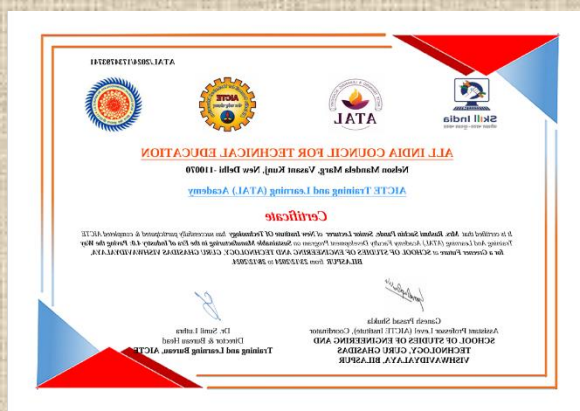 ATAL/2024/1734793741
Skill India
ATAL
AICTE
ALL INDIA COUNCIL FOR TECHNICAL EDUCATION
Nelson Mandela Marg, Vasant Kunj, New Delhi -110070
AICTE Training and Learning (ATAL) Academy
Certificate
It is certified that Mrs. Rashmi Sachin Pande, Senior Lecturer of New Institute Of Technology has successfully participated & completed AICTE
Training And Learning (ATAL) Academy Faculty Development Program on Sustainable Manufacturing in the Era of Industry 4.0: Paving the Way
for a Greener Future at SCHOOL OF STUDIES OF ENGINEERING AND TECHNOLOGY, GURU GHASIDAS VISHWAVIDYALAYA,
BILASPUR from 23/12/2024 to 28/12/2024.
Ganesh Prasad Shukla
Assistant Professor Level (AICTE Institute), Coordinator
SCHOOL OF STUDIES OF ENGINEERING AND
TECHNOLOGY, GURU GHASIDAS
VISHWAVIDYALAYA, BILASPUR
Dr. Sunil Luthra
Director & Bureau Head
Training and Learning Bureau, AICTE